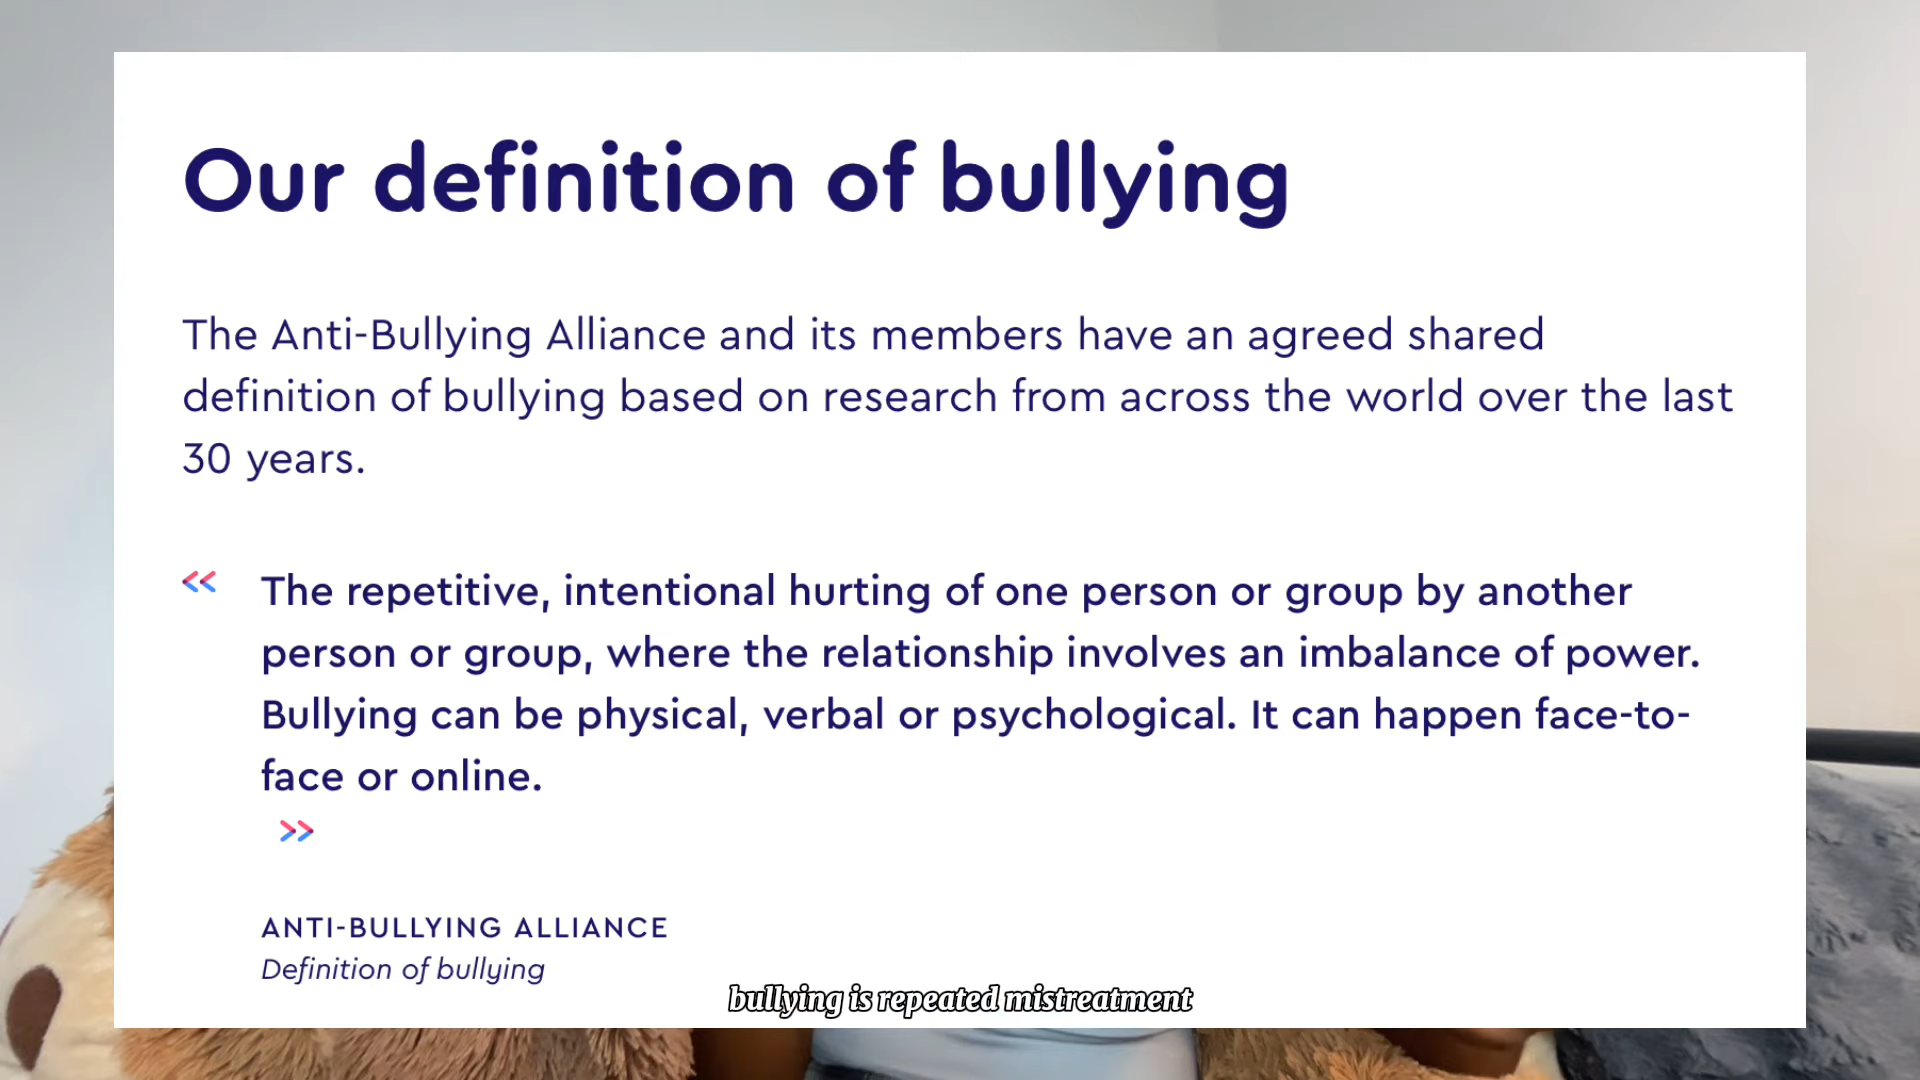 Our definition of bullying
The Anti-Bullying Alliance and its members have an agreed shared
definition of bullying based on research from across the world over the last
30 years.
« The repetitive, intentional hurting of one person or group by another
person or group, where the relationship involves an imbalance of power.
Bullying can be physical, verbal or psychological. It can happen face-to-
face or online.
»
ANTI-BULLYING ALLIANCE
Definition of bullying
bullying is repeated mistreatment